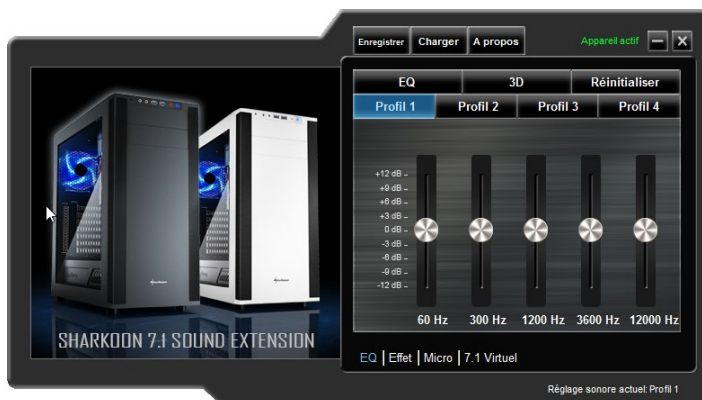 Enregistrer Charger A propos Appareil actif
EQ 3D Réinitialiser
Profil 1 Profil 2 Profil 3 Profil 4
+12 dB
+9 dB
+6 dB
+3 dB
0 dB
-3 dB
-6 dB
-9 dB
-12 dB
60 Hz 300 Hz 1200 Hz 3600 Hz 12000 Hz
SHARKOON 7.1 SOUND EXTENSION
EQ | Effet | Micro | 7.1 Virtuel
Réglage sonore actuel: Profil 1